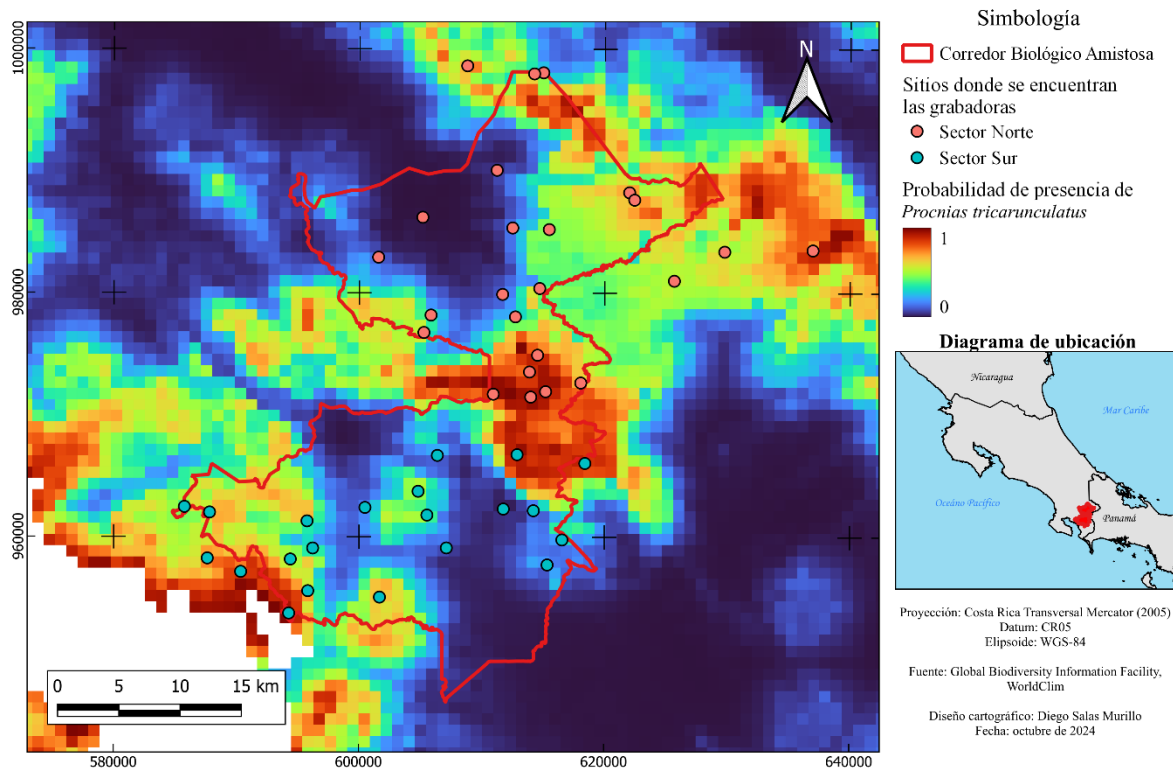 Simbología
Corredor Biológico Amistosa
Sitios donde se encuentran
las grabadoras
Sector Norte
Sector Sur
Probabilidad de presencia de
Procnias tricarunculatus
1
0
Diagrama de ubicación
Nicaragua
Mar Caribe
Océano Pacífico
Panamá
Proyección: Costa Rica Transversal Mercator (2005)
Datum: CR05
Elipsoide: WGS-84
Fuente: Global Biodiversity Information Facility,
WorldClim
Diseño cartográfico: Diego Salas Murillo
Fecha: octubre de 2024
N
1000000
980000
960000
0 5 10 15 km
580000 600000 620000 640000